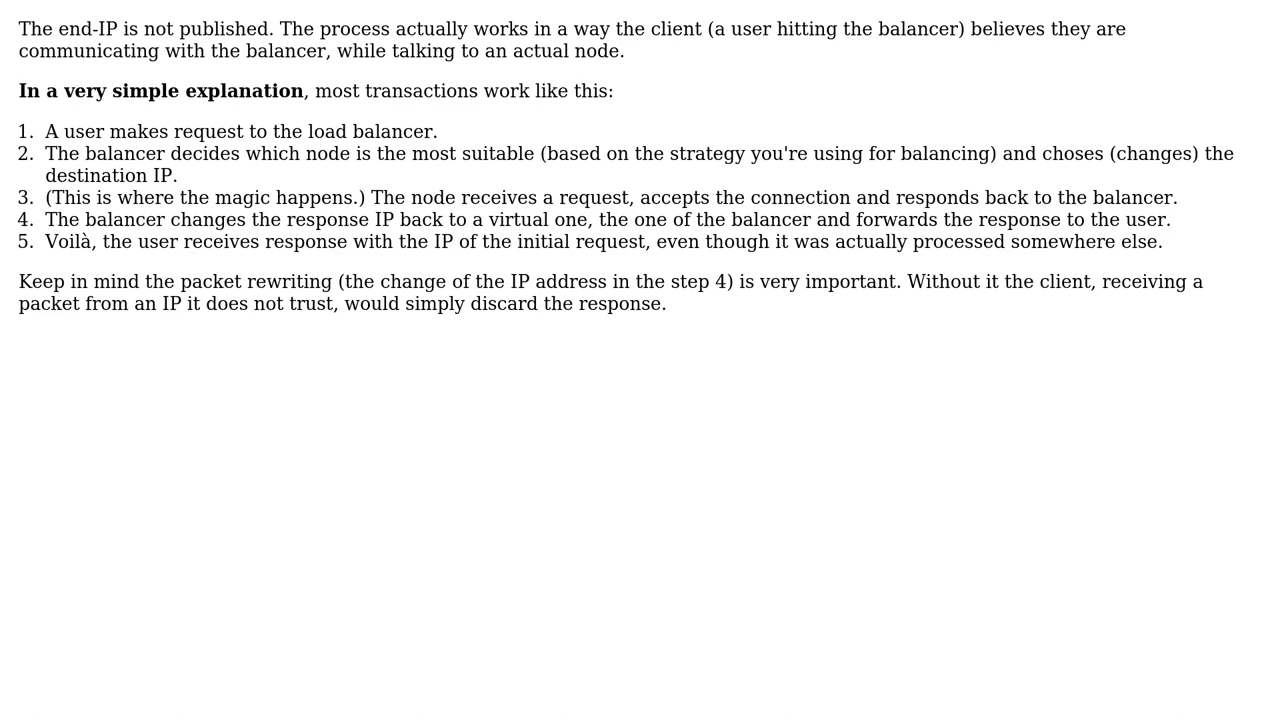 The end-IP is not published. The process actually works in a way the client (a user hitting the balancer) believes they are
communicating with the balancer, while talking to an actual node.
In a very simple explanation, most transactions work like this:
1. A user makes request to the load balancer.
2. The balancer decides which node is the most suitable (based on the strategy you're using for balancing) and choses (changes) the
destination IP.
3. (This is where the magic happens.) The node receives a request, accepts the connection and responds back to the balancer.
4. The balancer changes the response IP back to a virtual one, the one of the balancer and forwards the response to the user.
5. Voilà, the user receives response with the IP of the initial request, even though it was actually processed somewhere else.
Keep in mind the packet rewriting (the change of the IP address in the step 4) is very important. Without it the client, receiving a
packet from an IP it does not trust, would simply discard the response.